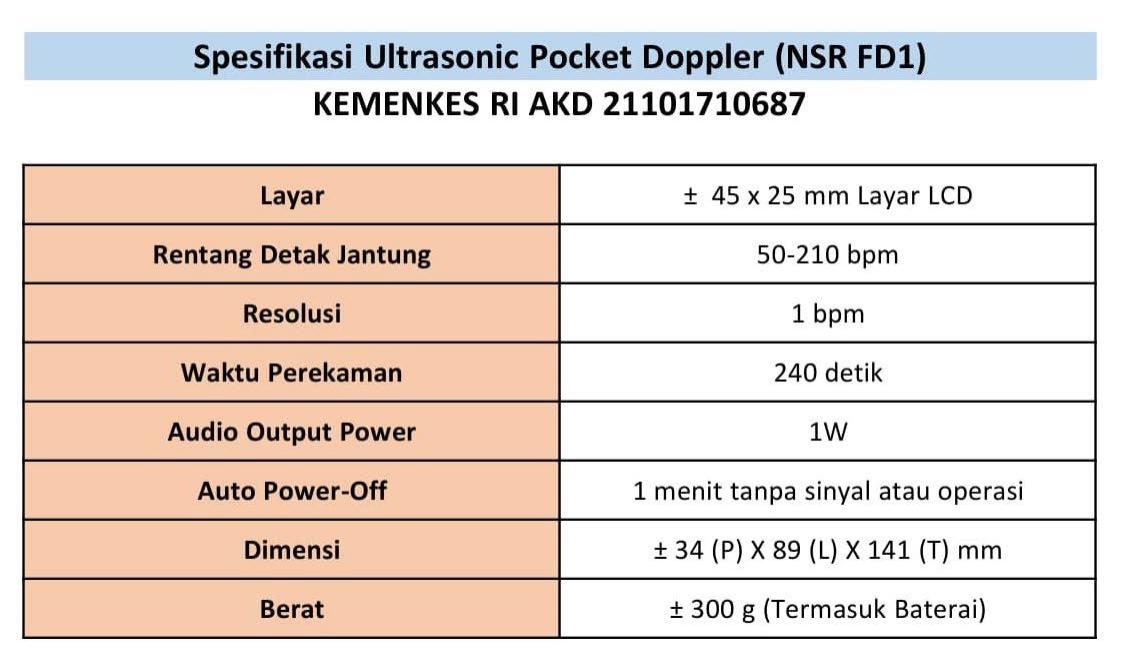 Spesifikasi Ultrasonic Pocket Doppler (NSR FD1)
KEMENKES RI AKD 21101710687
Layar ± 45 x 25 mm Layar LCD
Rentang Detak Jantung 50-210 bpm
Resolusi 1 bpm
Waktu Perekaman 240 detik
Audio Output Power 1W
Auto Power-Off 1 menit tanpa sinyal atau operasi
Dimensi ± 34 (P) X 89 (L) X 141 (T) mm
Berat ± 300 g (Termasuk Baterai)